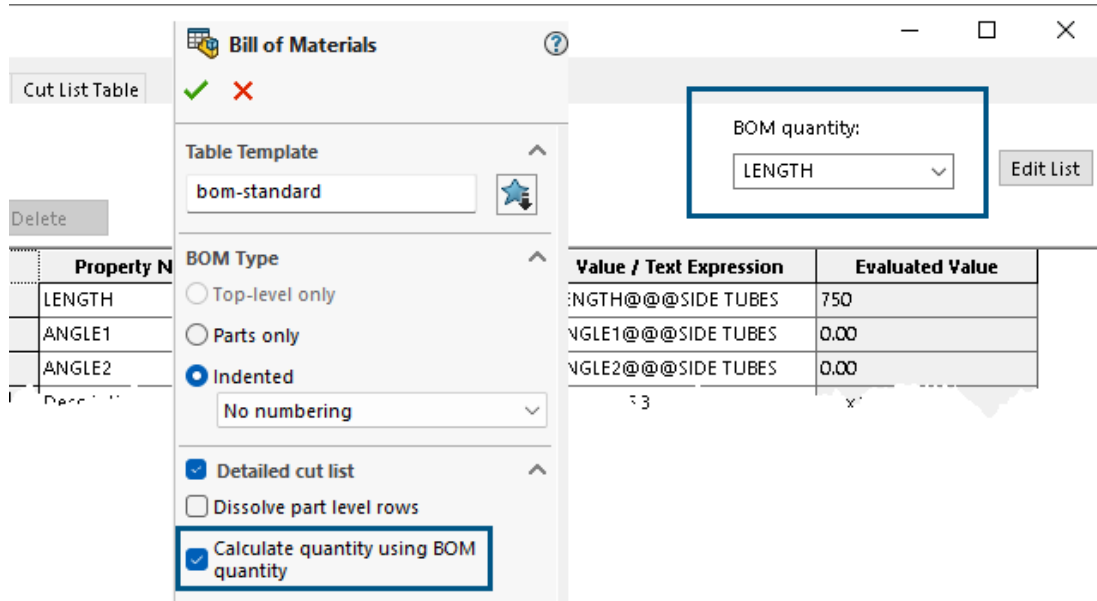 Bill of Materials
Cut List Table
BOM quantity:
LENGTH
Edit List
Delete
Table Template
bom-standard
BOM Type
Top-level only
Parts only
Indented
No numbering
Detailed cut list
Dissolve part level rows
Calculate quantity using BOM
quantity
Property N
Value / Text Expression
Evaluated Value
LENGTH
ENGTH@@@SIDE TUBES
750
ANGLE1
NGLE1@@@SIDE TUBES
0.00
ANGLE2
NGLE2@@@SIDE TUBES
0.00